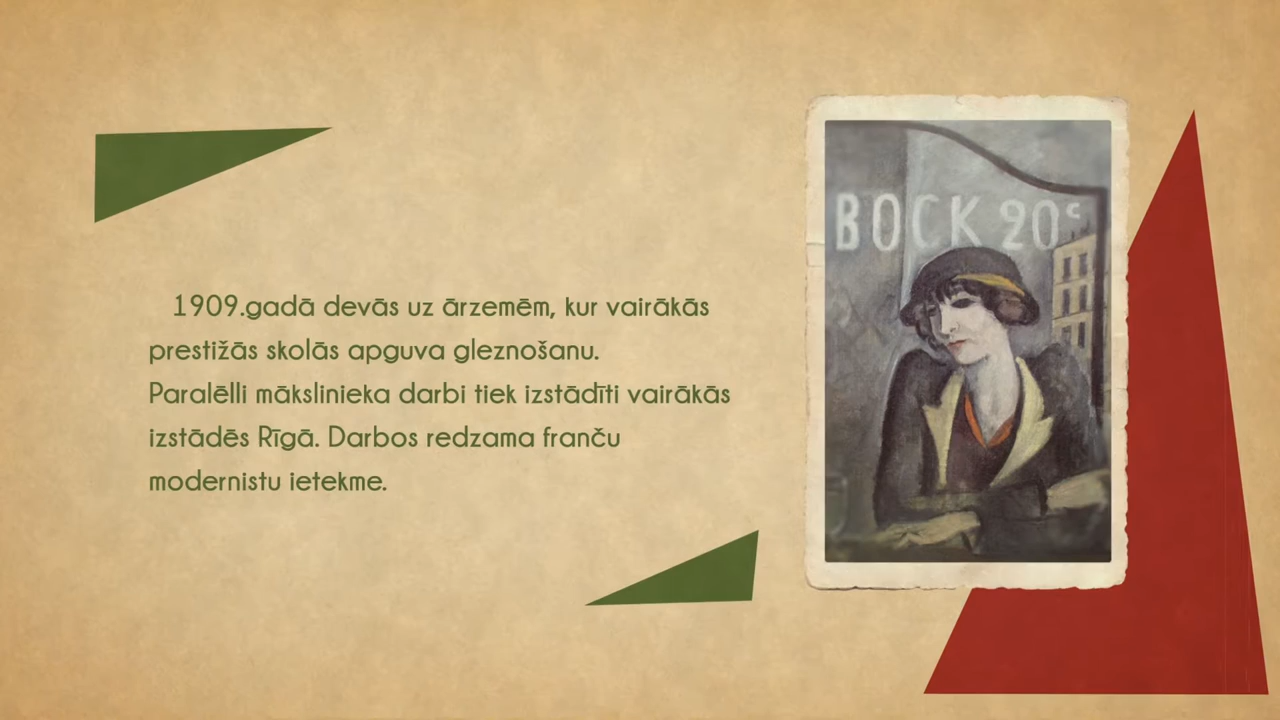 1909.gadā devās uz ārzemēm, kur vairākās
prestižās skolās apguva gleznošanu.
Paralēlli mākslinieka darbi tiek izstādīti vairākās
izstādēs Rīgā. Darbos redzama franču
modernistu ietekme.
BOCK 20c